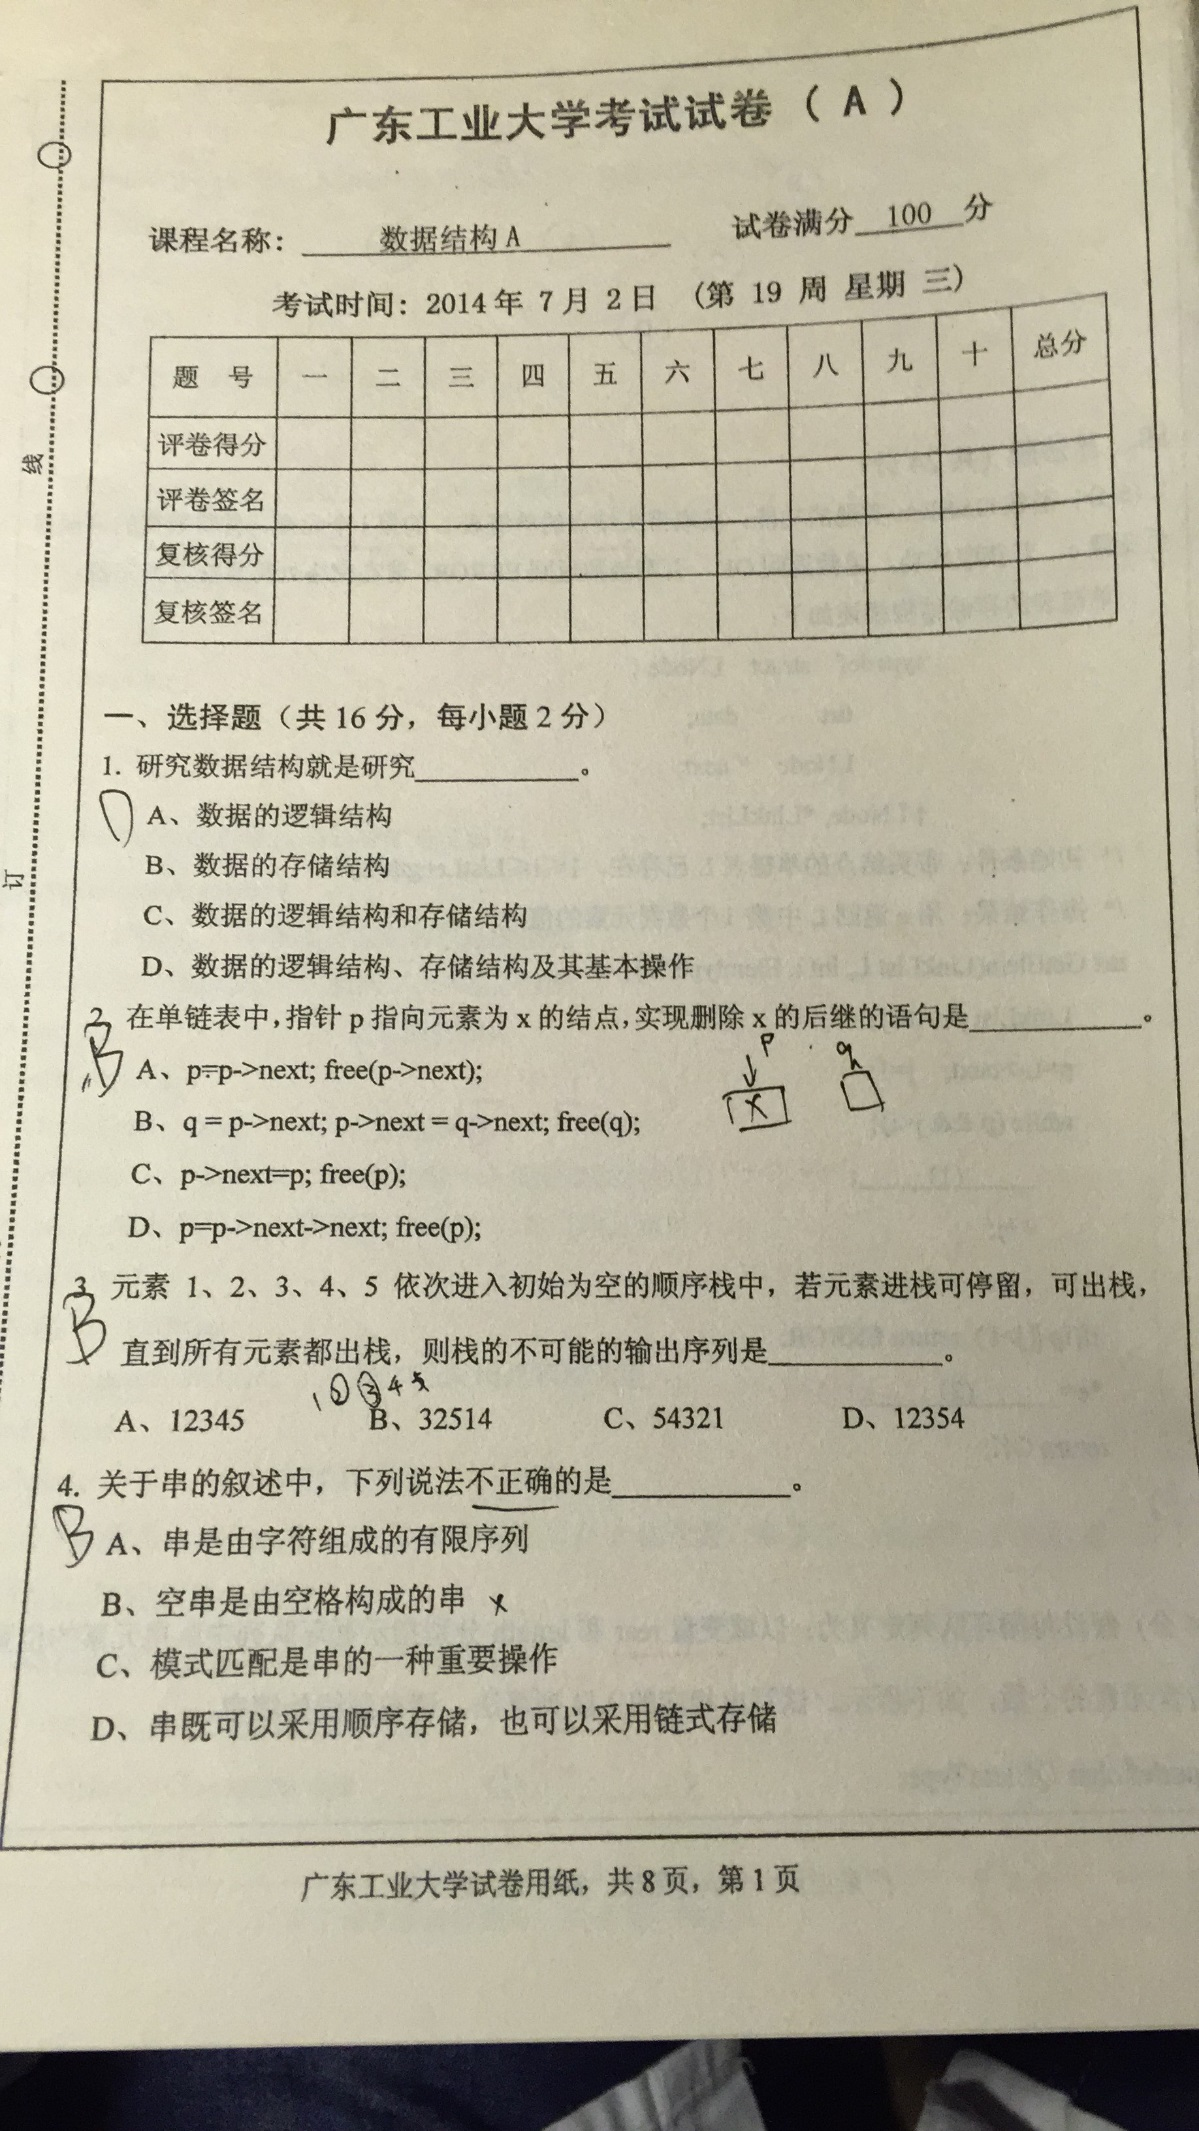 广东工业大学考试试卷（ A ）
课程名称： 数据结构 A 试卷满分 100 分
考试时间：2014 年 7 月 2 日 （第 19 周 星期 三）
题 号 一 二 三 四 五 六 七 八 九 十 总分
评卷得分
评卷签名
复核得分
复核签名
线
订
一、选择题（共 16 分，每小题 2 分）
1. 研究数据结构就是研究____________。
D
A、数据的逻辑结构
B、数据的存储结构
C、数据的逻辑结构和存储结构
D、数据的逻辑结构、存储结构及其基本操作
2 在单链表中,指针 p 指向元素为 x 的结点,实现删除 x 的后继的语句是____________。
B
A、p=p->next; free(p->next);
p q
x
B、q = p->next; p->next = q->next; free(q);
C、p->next=p; free(p);
D、p=p->next->next; free(p);
3 元素 1、2、3、4、5 依次进入初始为空的顺序栈中，若元素进栈可停留，可出栈，
B
直到所有元素都出栈，则栈的不可能的输出序列是____________。
1 2 3 4 5
A、12345 B、32514 C、54321 D、12354
4. 关于串的叙述中，下列说法不正确的是____________。
B
A、串是由字符组成的有限序列
B、空串是由空格构成的串 x
C、模式匹配是串的一种重要操作
D、串既可以采用顺序存储，也可以采用链式存储
广东工业大学试卷用纸，共 8 页，第 1 页